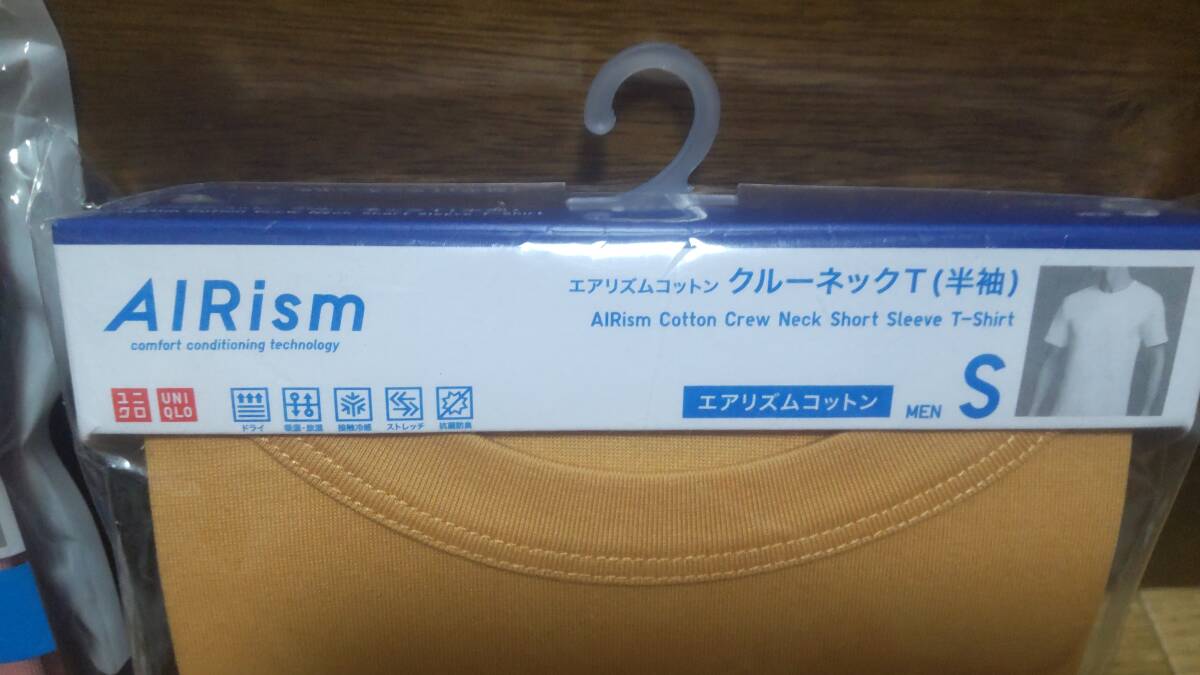 AIRism
comfort conditioning technology
エアリズムコットン クルーネックT(半袖)
AIRism Cotton Crew Neck Short Sleeve T-Shirt
ユニクロ
UNIQLO
ドライ
吸湿・放湿
接触冷感
ストレッチ
抗菌防臭
エアリズムコットン
MEN S